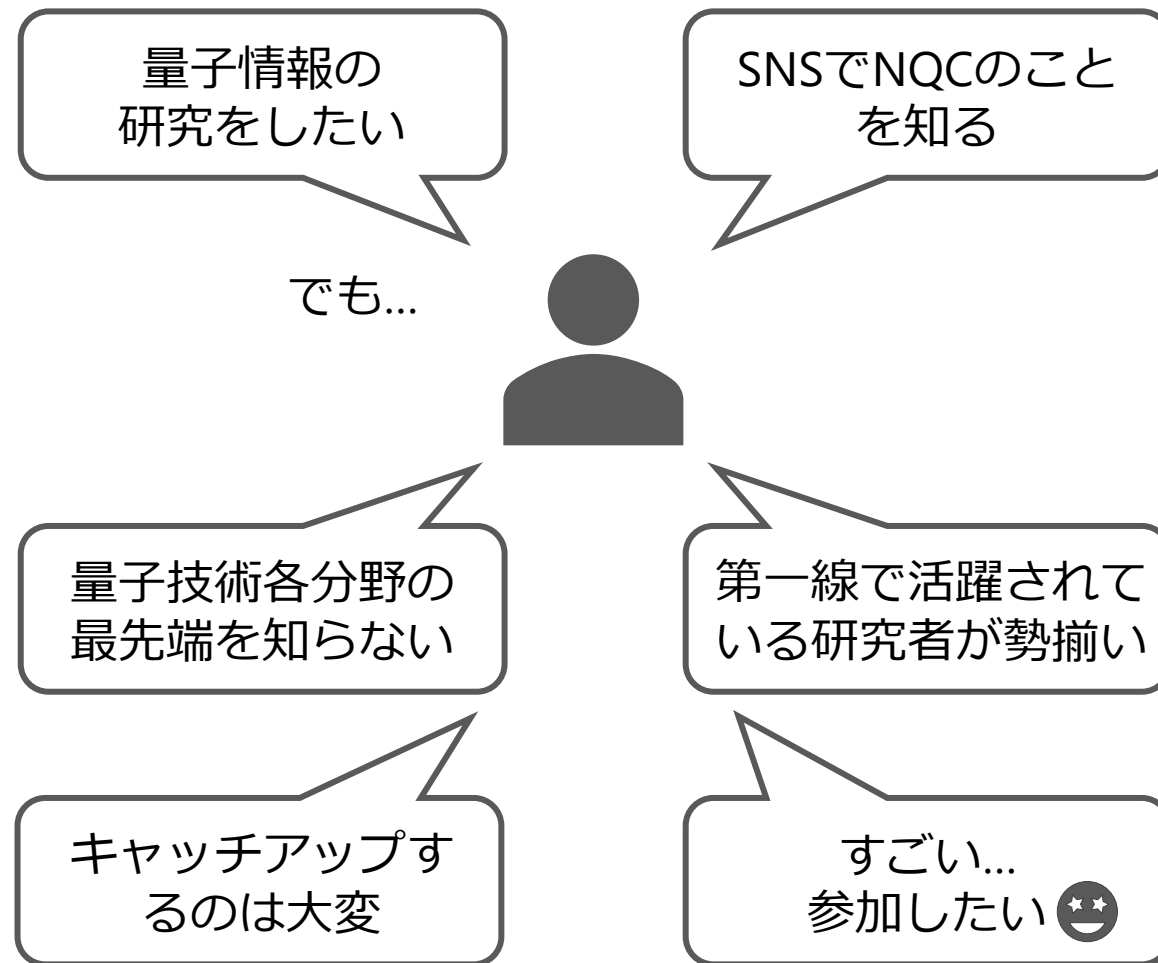 量子情報の
研究をしたい
でも...
量子技術各分野の
最先端を知らない
キャッチアップす
るのは大変
SNSでNQCのこと
を知る
第一線で活躍されて
いる研究者が勢揃い
すごい...
参加したい